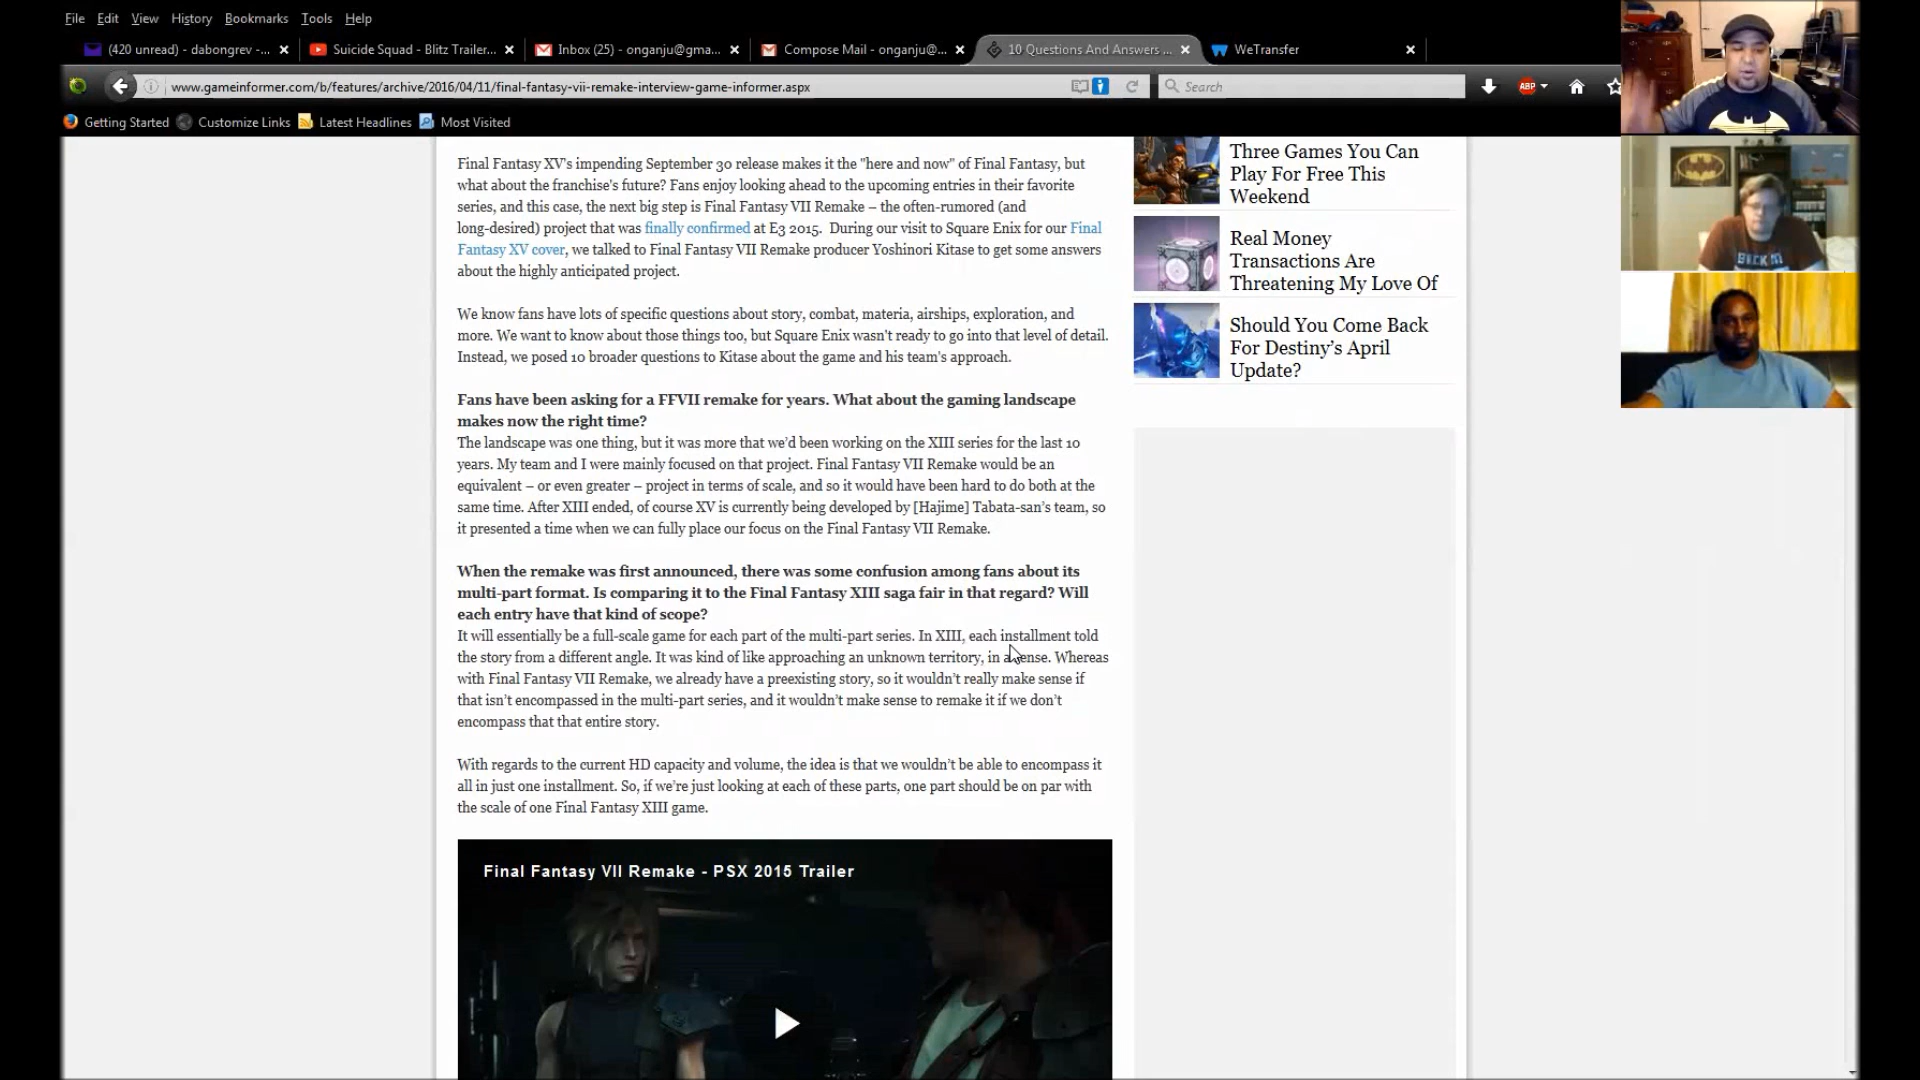 File Edit View History Bookmarks Tools Help
(420 unread) - dabongrev -...
Suicide Squad - Blitz Trailer...
Inbox (25) - onganju@gma...
Compose Mail - onganju@...
10 Questions And Answers ...
WeTransfer
www.gameinformer.com/b/features/archive/2016/04/11/final-fantasy-vii-remake-interview-game-informer.aspx
Search
ABP
Getting Started Customize Links Latest Headlines Most Visited
Final Fantasy XV's impending September 30 release makes it the "here and now" of Final Fantasy, but
what about the franchise's future? Fans enjoy looking ahead to the upcoming entries in their favorite
series, and this case, the next big step is Final Fantasy VII Remake – the often-rumored (and
long-desired) project that was finally confirmed at E3 2015. During our visit to Square Enix for our Final
Fantasy XV cover, we talked to Final Fantasy VII Remake producer Yoshinori Kitase to get some answers
about the highly anticipated project.
We know fans have lots of specific questions about story, combat, materia, airships, exploration, and
more. We want to know about those things too, but Square Enix wasn't ready to go into that level of detail.
Instead, we posed 10 broader questions to Kitase about the game and his team's approach.
Fans have been asking for a FFVII remake for years. What about the gaming landscape
makes now the right time?
The landscape was one thing, but it was more that we'd been working on the XIII series for the last 10
years. My team and I were mainly focused on that project. Final Fantasy VII Remake would be an
equivalent – or even greater – project in terms of scale, and so it would have been hard to do both at the
same time. After XIII ended, of course XV is currently being developed by [Hajime] Tabata-san's team, so
it presented a time when we can fully place our focus on the Final Fantasy VII Remake.
When the remake was first announced, there was some confusion among fans about its
multi-part format. Is comparing it to the Final Fantasy XIII saga fair in that regard? Will
each entry have that kind of scope?
It will essentially be a full-scale game for each part of the multi-part series. In XIII, each installment told
the story from a different angle. It was kind of like approaching an unknown territory, in a sense. Whereas
with Final Fantasy VII Remake, we already have a preexisting story, so it wouldn't really make sense if
that isn't encompassed in the multi-part series, and it wouldn't make sense to remake it if we don't
encompass that that entire story.
With regards to the current HD capacity and volume, the idea is that we wouldn't be able to encompass it
all in just one installment. So, if we're just looking at each of these parts, one part should be on par with
the scale of one Final Fantasy XIII game.
Final Fantasy VII Remake - PSX 2015 Trailer
Three Games You Can
Play For Free This
Weekend
Real Money
Transactions Are
Threatening My Love Of
Should You Come Back
For Destiny's April
Update?